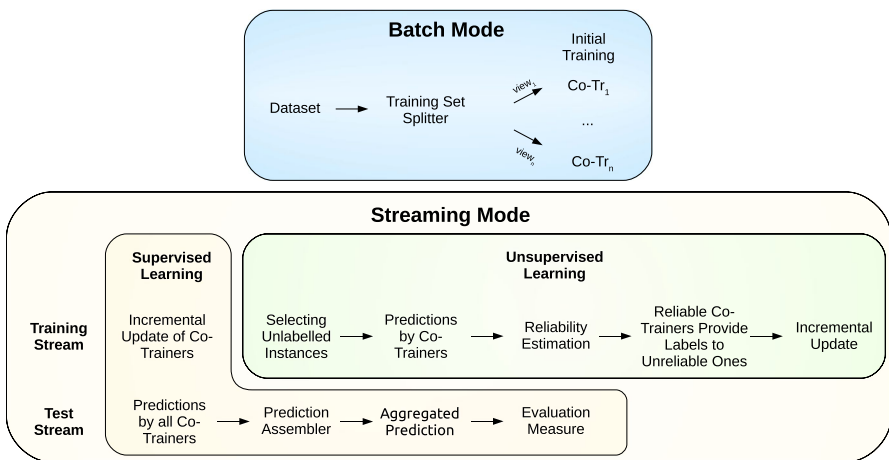 Batch Mode
Initial
Training
Dataset
Training Set
Splitter
view1
Co-Tr1
...
viewn
Co-Trn
Streaming Mode
Supervised
Learning
Unsupervised
Learning
Training
Stream
Incremental
Update of Co-
Trainers
Selecting
Unlabelled
Instances
Predictions
by Co-
Trainers
Reliability
Estimation
Reliable Co-
Trainers Provide
Labels to
Unreliable Ones
Incremental
Update
Test
Stream
Predictions
by all Co-
Trainers
Prediction
Assembler
Aggregated
Prediction
Evaluation
Measure